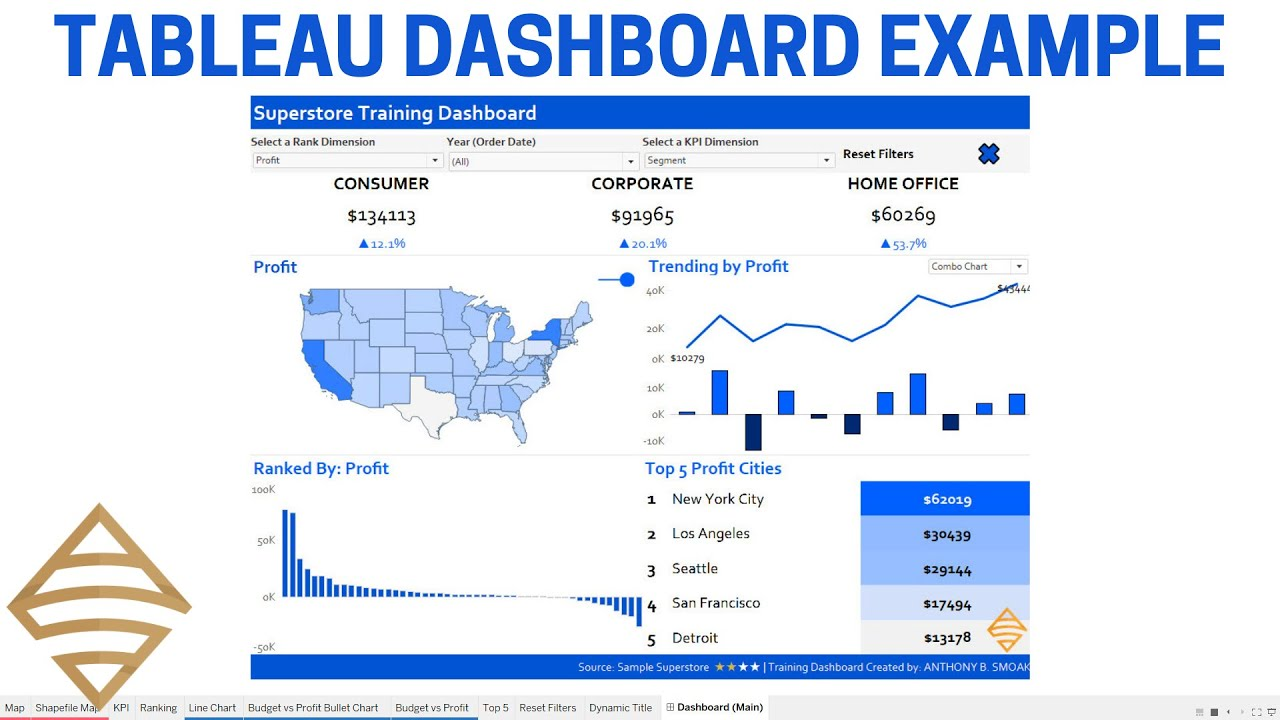 TABLEAU DASHBOARD EXAMPLE
Superstore Training Dashboard
Select a Rank Dimension
Year (Order Date)
Select a KPI Dimension
Reset Filters
Profit
(All)
Segment
CONSUMER
CORPORATE
HOME OFFICE
$134113
$91965
$60269
▲12.1%
▲20.1%
▲53.7%
Profit
Trending by Profit
Combo Chart
40K
$43444
20K
0K
$10279
10K
0K
-10K
Ranked By: Profit
100K
50K
0K
-50K
Top 5 Profit Cities
1 New York City $62019
2 Los Angeles $30439
3 Seattle $29144
4 San Francisco $17494
5 Detroit $13178
Source: Sample Superstore ★★★★ | Training Dashboard Created by: ANTHONY B. SMOAK
Map Shapefile Map KPI Ranking Line Chart Budget vs Profit Bullet Chart Budget vs Profit Top 5 Reset Filters Dynamic Title Dashboard (Main)